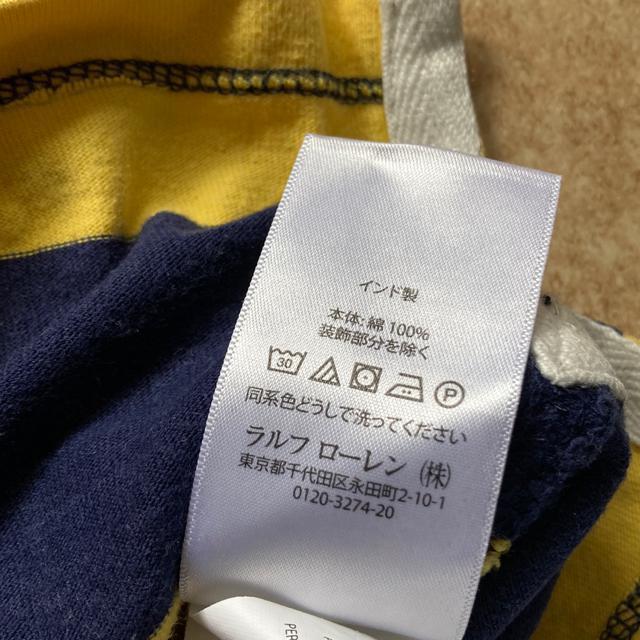 インド製
本体: 綿 100%
装飾部分を除く
30
P
同系色どうしで洗ってください
ラルフ ローレン (株)
東京都千代田区永田町2-10-1
0120-3274-20
PER